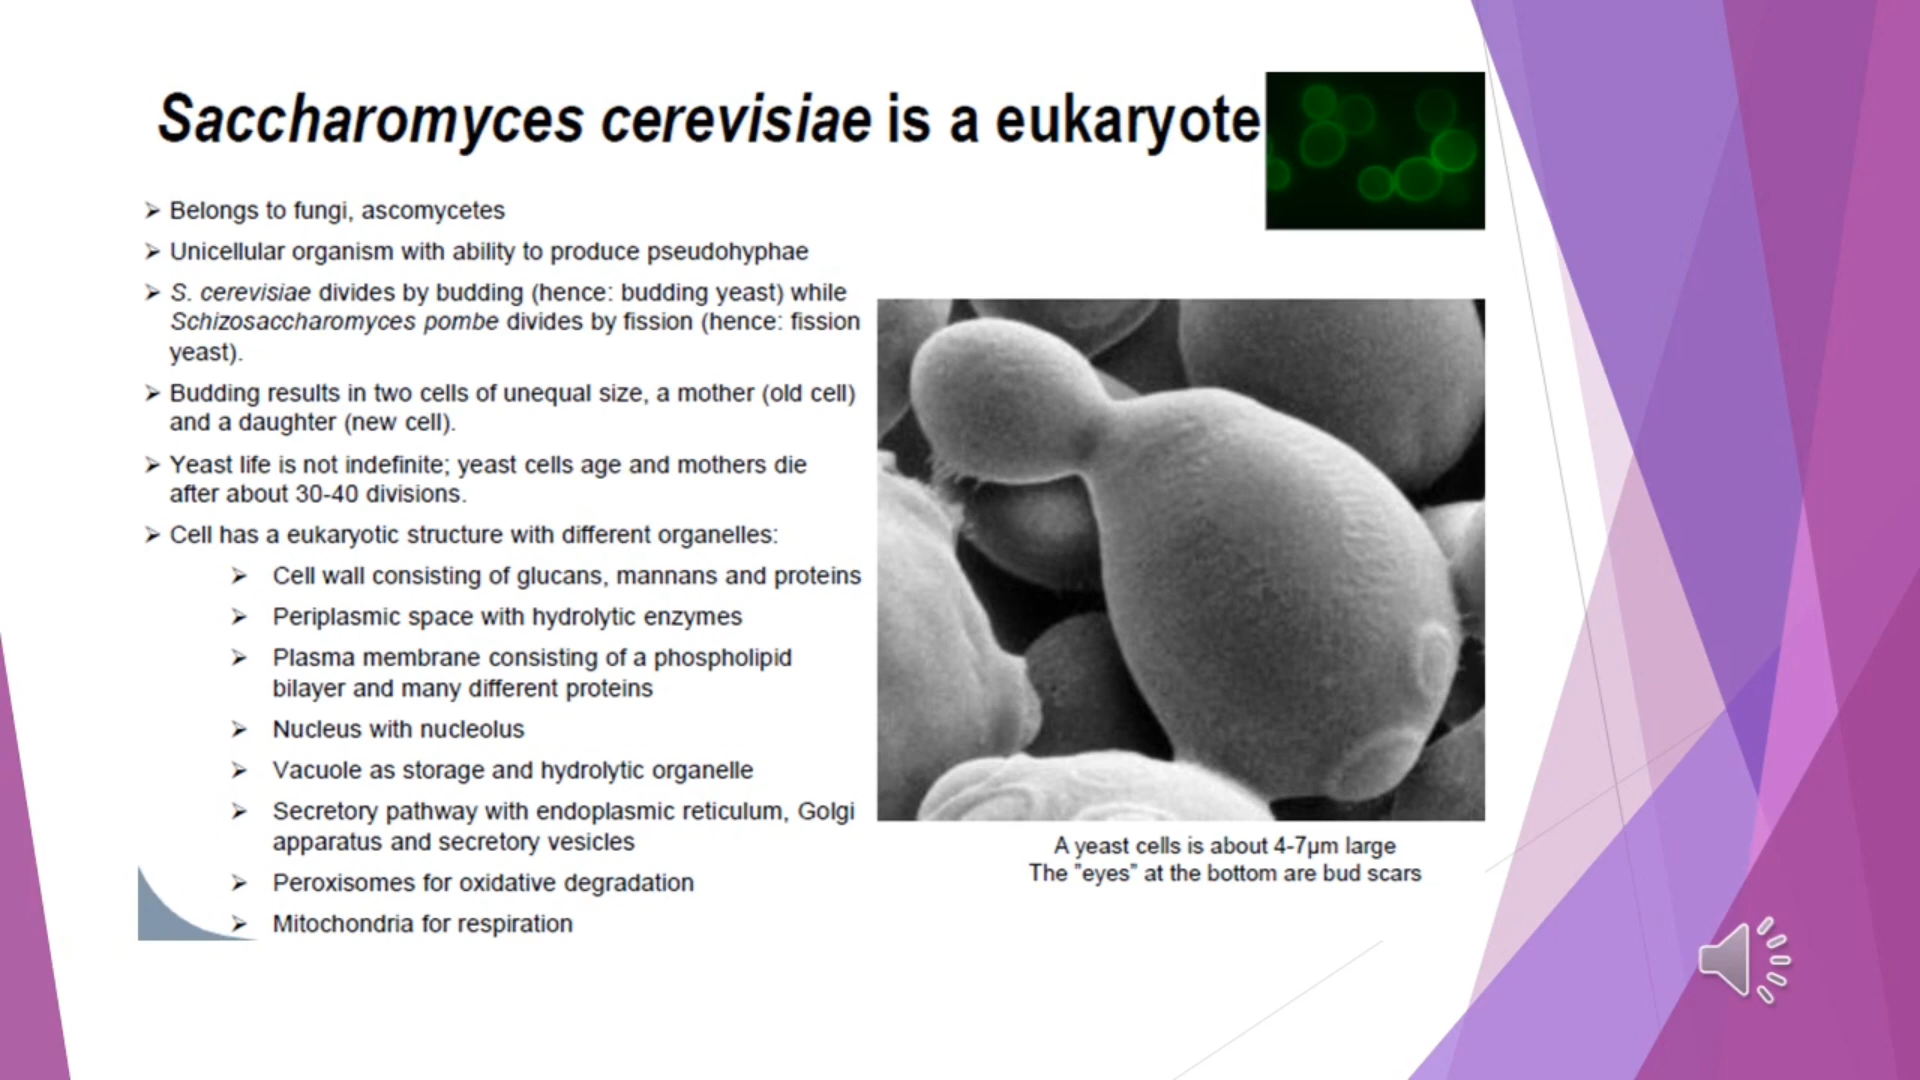 Saccharomyces cerevisiae is a eukaryote
➢ Belongs to fungi, ascomycetes
➢ Unicellular organism with ability to produce pseudohyphae
➢ S. cerevisiae divides by budding (hence: budding yeast) while
Schizosaccharomyces pombe divides by fission (hence: fission
yeast).
➢ Budding results in two cells of unequal size, a mother (old cell)
and a daughter (new cell).
➢ Yeast life is not indefinite; yeast cells age and mothers die
after about 30-40 divisions.
➢ Cell has a eukaryotic structure with different organelles:
➢ Cell wall consisting of glucans, mannans and proteins
➢ Periplasmic space with hydrolytic enzymes
➢ Plasma membrane consisting of a phospholipid
bilayer and many different proteins
➢ Nucleus with nucleolus
➢ Vacuole as storage and hydrolytic organelle
➢ Secretory pathway with endoplasmic reticulum, Golgi
apparatus and secretory vesicles
➢ Peroxisomes for oxidative degradation
➢ Mitochondria for respiration
A yeast cells is about 4-7µm large
The "eyes" at the bottom are bud scars